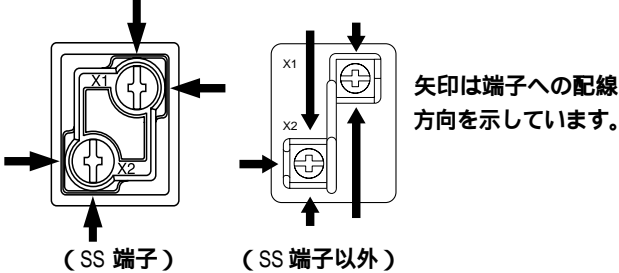 X1
X2
X1
X2
矢印は端子への配線
方向を示しています。
(SS 端子)
(SS 端子以外)